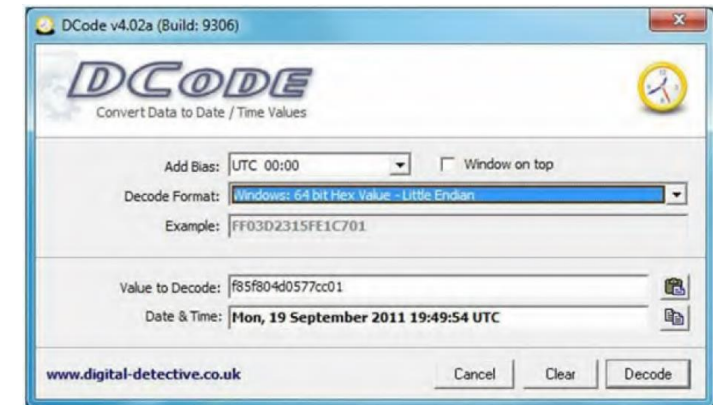 DCode v4.02a (Build: 9306)
DCODE
Convert Data to Date / Time Values
Add Bias: UTC 00:00 Window on top
Decode Format: Windows: 64 bit Hex Value - Little Endian
Example: FF03D2315FE1C701
Value to Decode: f85f804d0577cc01
Date & Time: Mon, 19 September 2011 19:49:54 UTC
www.digital-detective.co.uk Cancel Clear Decode